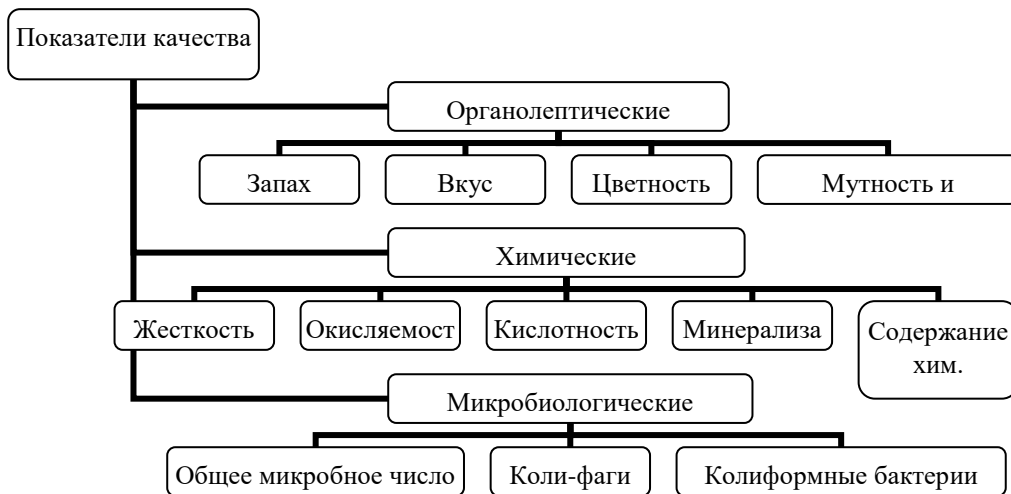 Показатели качества
Органолептические
Запах
Вкус
Цветность
Мутность и
Химические
Жесткость
Окисляемост
Кислотность
Минерализа
Содержание
хим.
Микробиологические
Общее микробное число
Коли-фаги
Колиформные бактерии